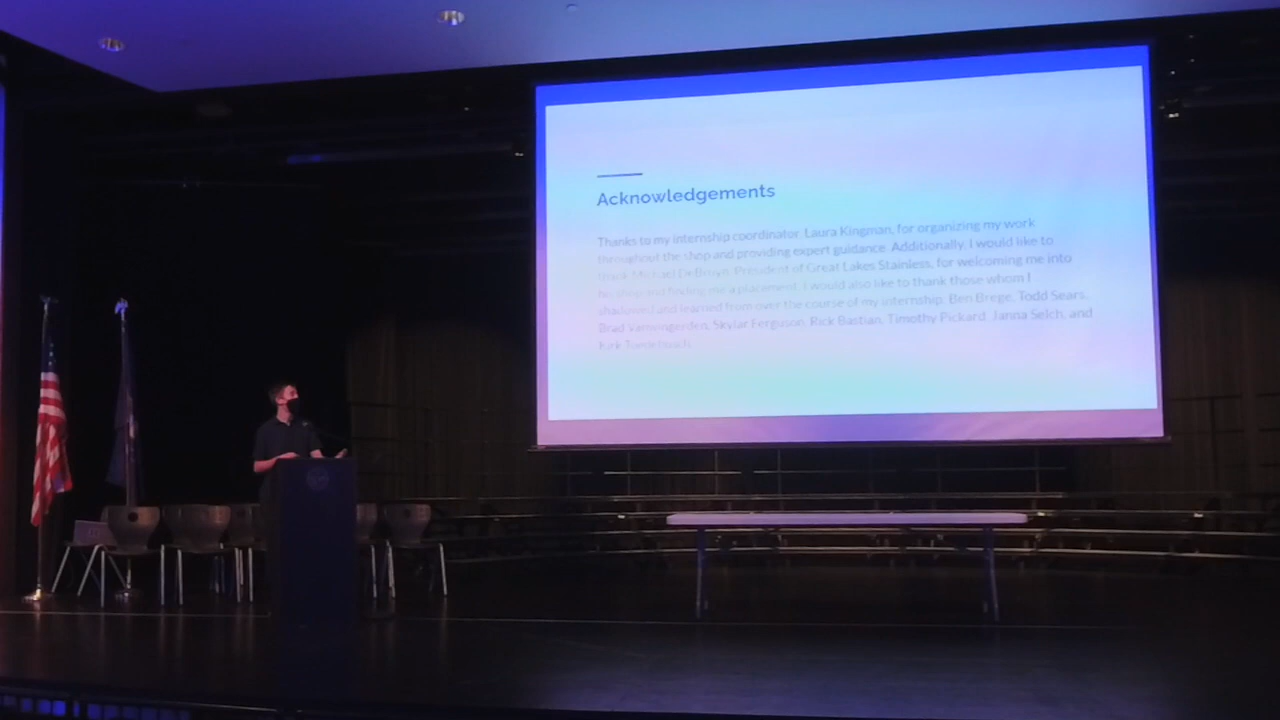 Acknowledgements
Thanks to my internship coordinator, Laura Kingman, for organizing my work
throughout the shop and providing expert guidance. Additionally, I would like to
thank Michael DeBruyn, President of Great Lakes Stainless, for welcoming me into
his shop and finding me a placement. I would also like to thank those whom I
shadowed and learned from over the course of my internship: Ben Brege, Todd Sears,
Brad Vanwingerden, Skylar Ferguson, Rick Bastian, Timothy Pickard, Janna Selch, and
Kirk